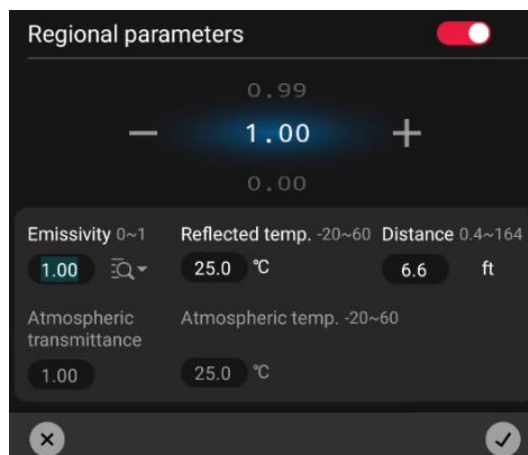 Regional parameters
0.99
— 1.00 +
0.00
Emissivity 0~1 Reflected temp. -20~60 Distance 0.4~164
1.00 25.0 °C 6.6 ft
Atmospheric transmittance Atmospheric temp. -20~60
1.00 25.0 °C